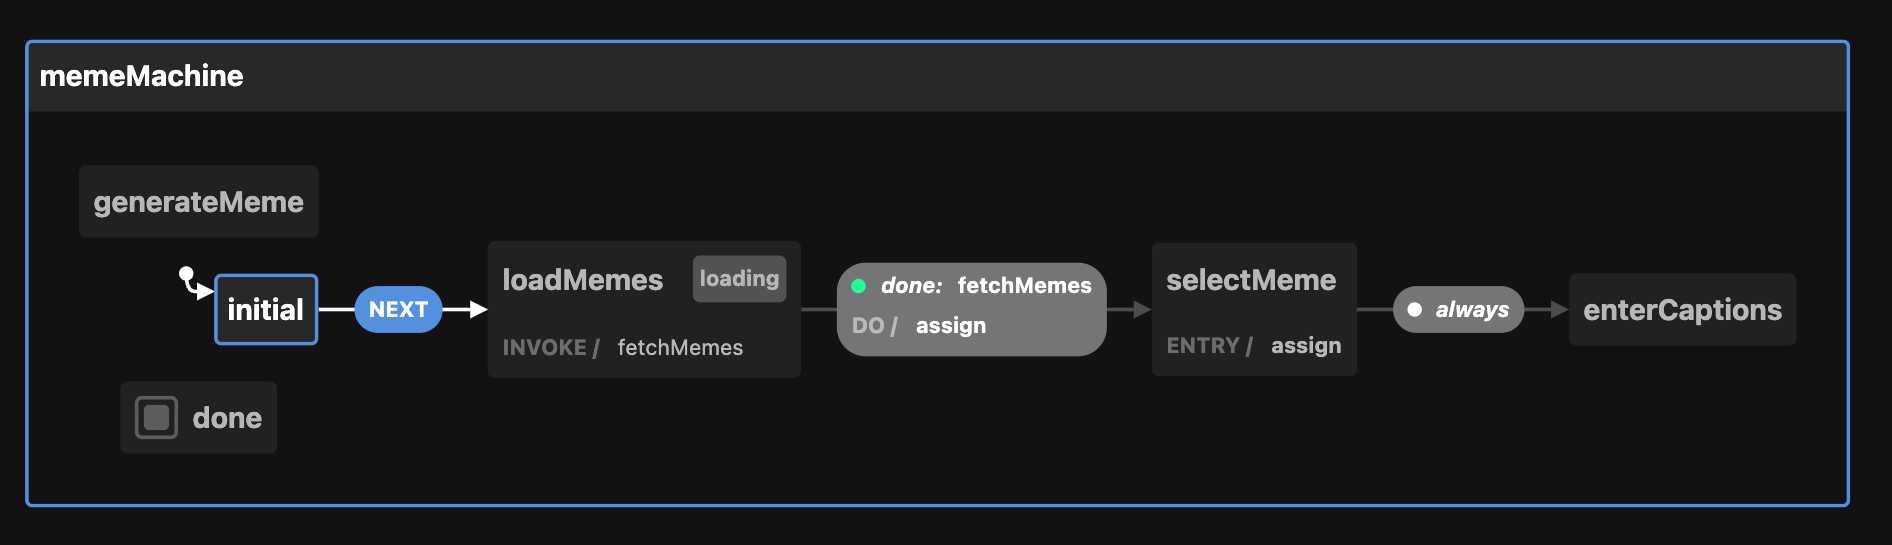 memeMachine
generateMeme
initial
NEXT
loadMemes
loading
INVOKE / fetchMemes
done: fetchMemes
DO / assign
selectMeme
ENTRY / assign
always
enterCaptions
done